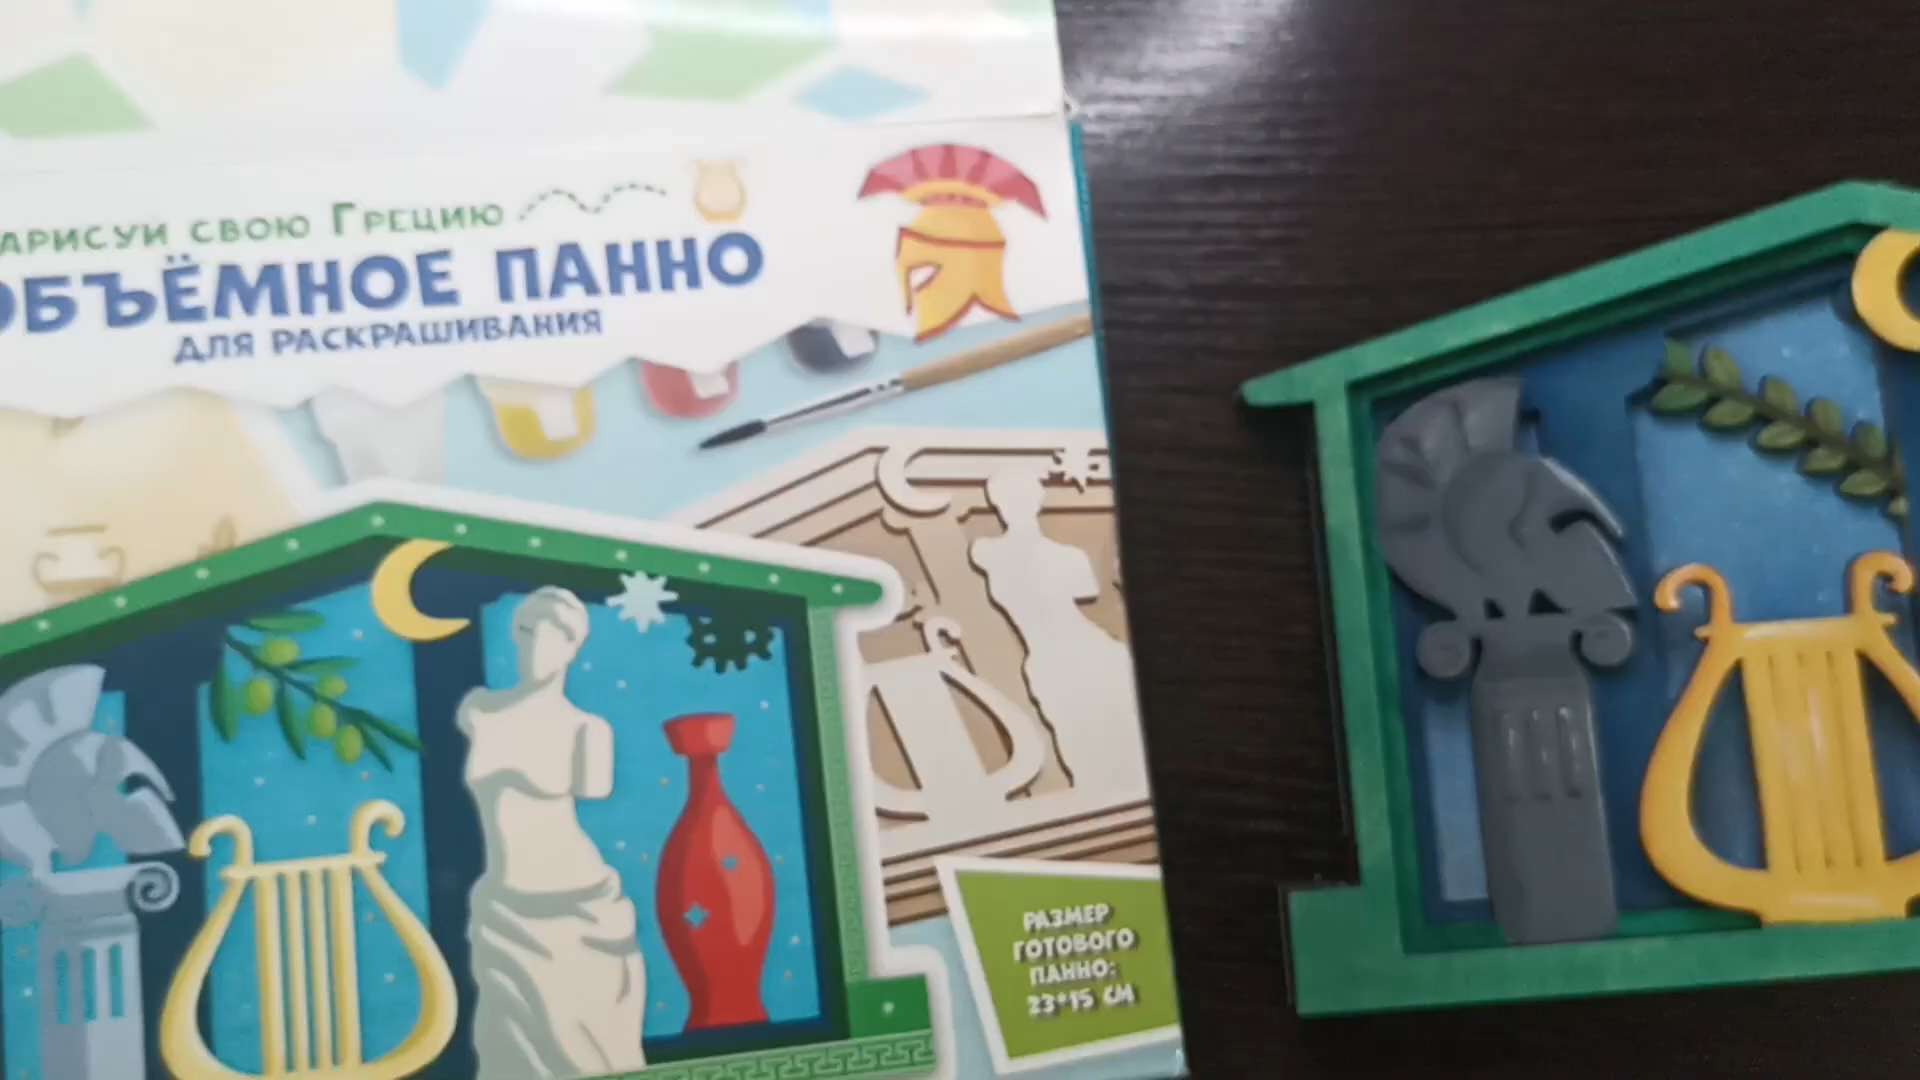 АРИСУЙ СВОЮ ГРЕЦИЮ
ОБЪЁМНОЕ ПАННО
ДЛЯ РАСКРАШИВАНИЯ
РАЗМЕР
ГОТОВОГО
ПАННО:
23*15 СМ